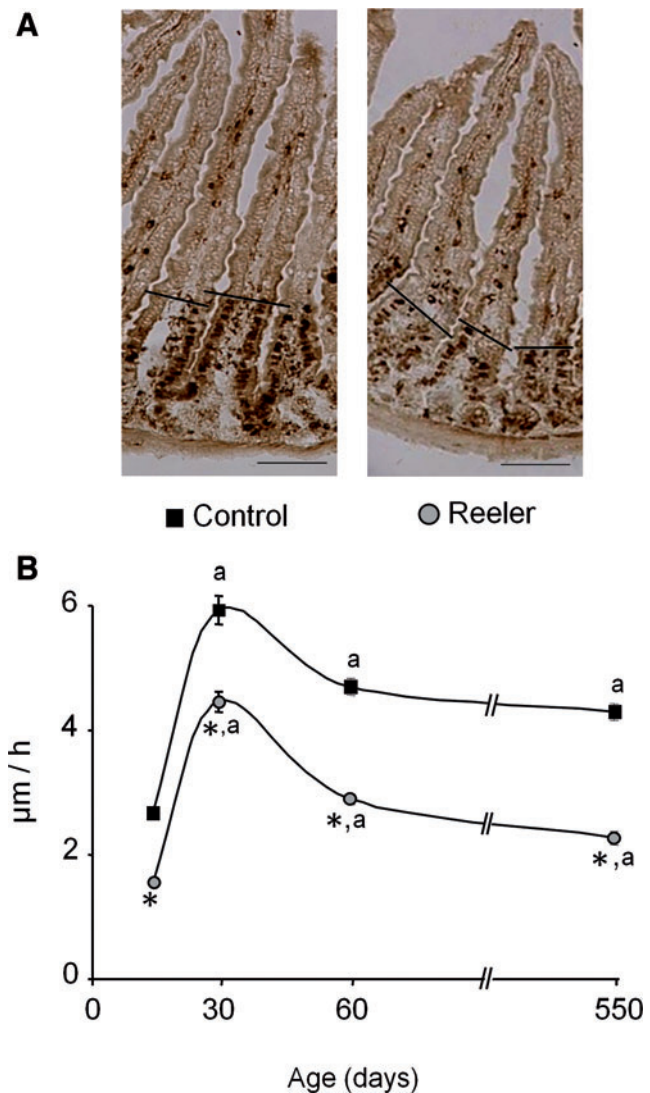 A
■ Control ● Reeler
B
6
4
2
0
µm / h
a
a
a
*,a
*
*,a
*,a
0 30 60 550
Age (days)